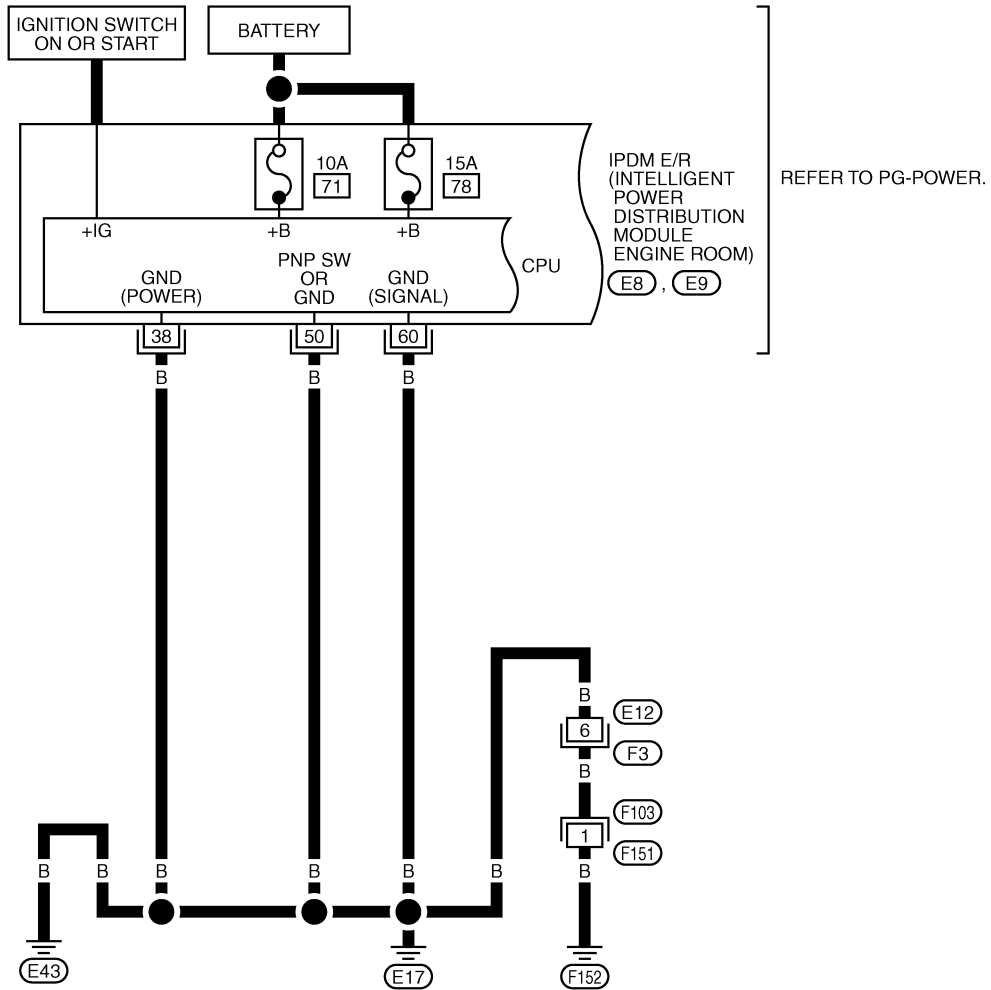 IGNITION SWITCH
ON OR START
BATTERY
10A
71
15A
78
IPDM E/R
(INTELLIGENT
POWER
DISTRIBUTION
MODULE
ENGINE ROOM)
E8 , E9
REFER TO PG-POWER.
+IG
+B
+B
CPU
GND
(POWER)
PNP SW
OR
GND
GND
(SIGNAL)
38
50
60
B
B
B
B
E12
6
F3
B
F103
1
F151
B
B
B
B
B
B
B
E43
E17
F152